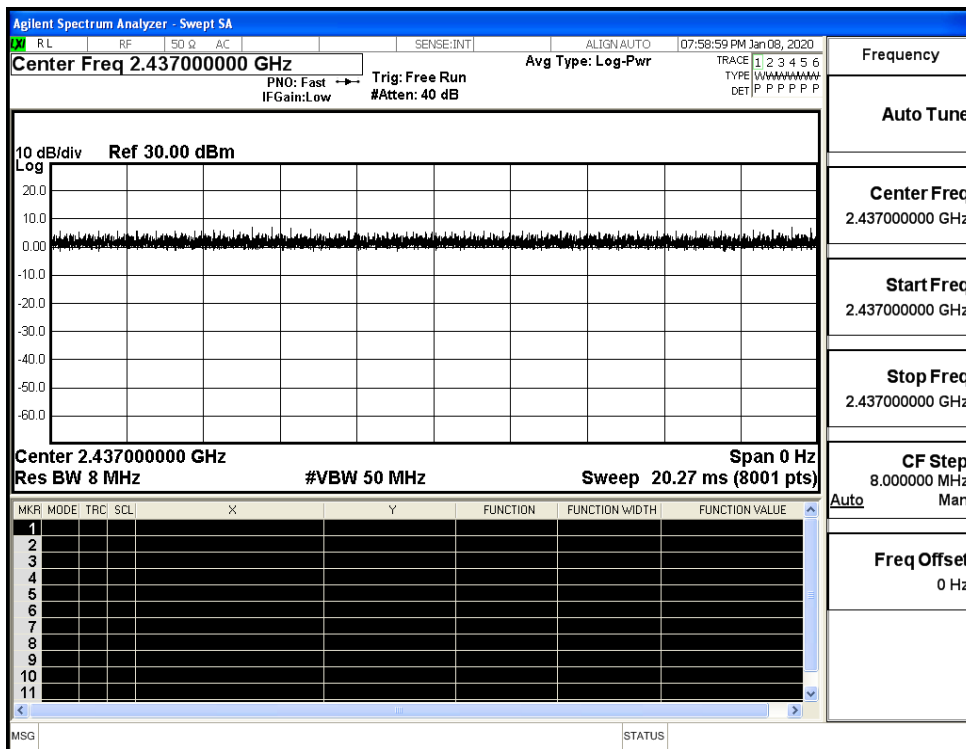 Agilent Spectrum Analyzer - Swept SA
LXI RL RF 50 Ω AC SENSE:INT ALIGN AUTO 07:58:59 PM Jan 08, 2020
Center Freq 2.437000000 GHz
Avg Type: Log-Pwr
TRACE 1 2 3 4 5 6
PNO: Fast
Trig: Free Run
TYPE WWWWWW
IFGain:Low
#Atten: 40 dB
DET P P P P P P
10 dB/div Ref 30.00 dBm
Log
20.0
10.0
0.00
-10.0
-20.0
-30.0
-40.0
-50.0
-60.0
Center 2.437000000 GHz Span 0 Hz
Res BW 8 MHz #VBW 50 MHz Sweep 20.27 ms (8001 pts)
MKR MODE TRC SCL X Y FUNCTION FUNCTION WIDTH FUNCTION VALUE
1
2
3
4
5
6
7
8
9
10
11
MSG STATUS
Frequency
Auto Tune
Center Freq
2.437000000 GHz
Start Freq
2.437000000 GHz
Stop Freq
2.437000000 GHz
CF Step
8.000000 MHz
Auto Man
Freq Offset
0 Hz